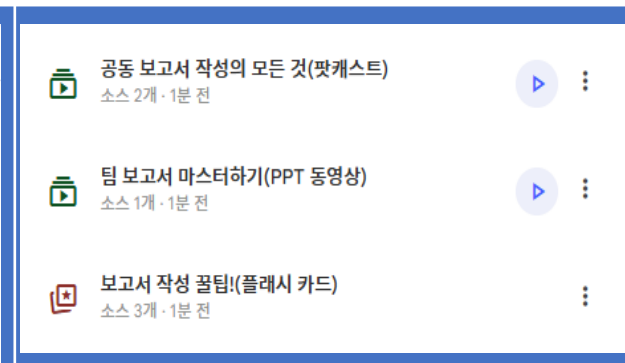 공동 보고서 작성의 모든 것(팟캐스트)
소스 2개 · 1분 전
팀 보고서 마스터하기(PPT 동영상)
소스 1개 · 1분 전
보고서 작성 꿀팁!(플래시 카드)
소스 3개 · 1분 전